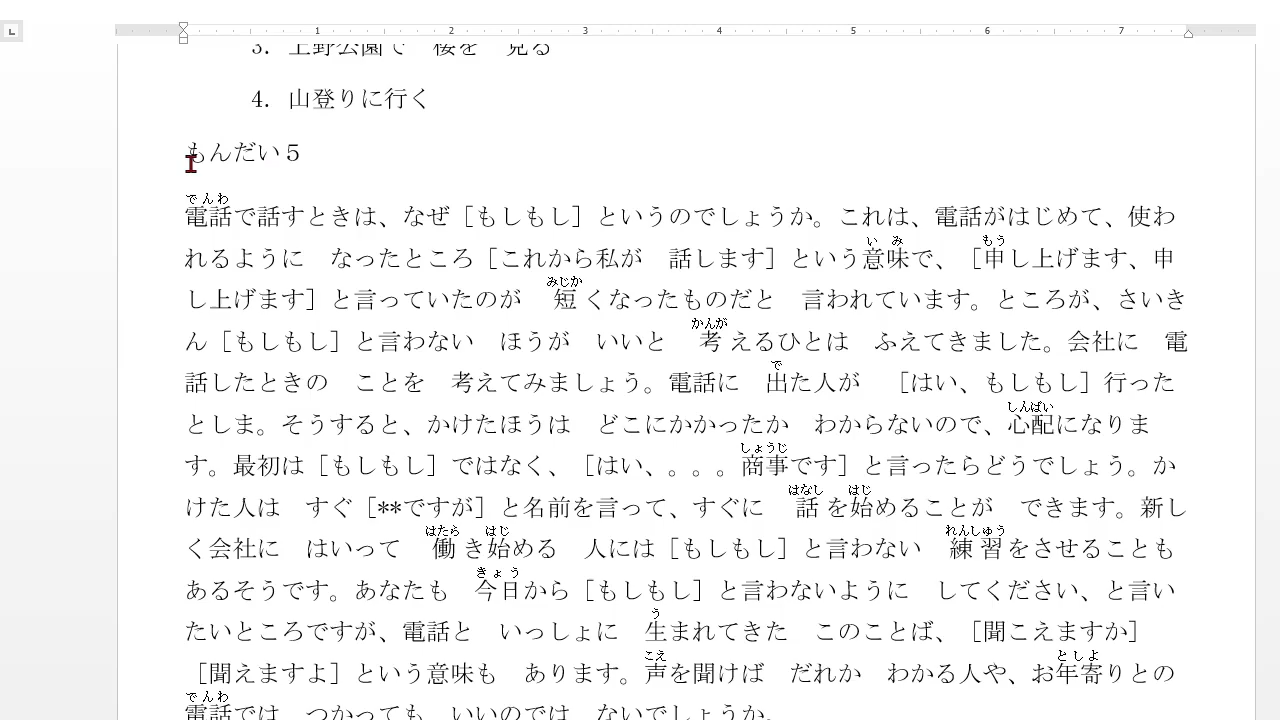 1 2 3 4 5 6 7
3. 上野公園で　桜を　見る
4. 山登りに行く
もんだい５
でんわ
電話で話すときは、なぜ［もしもし］というのでしょうか。これは、電話がはじめて、使わ
い み もう
れるように　なったところ［これから私が　話します］という意味で、［申し上げます、申
みじか
し上げます］と言っていたのが　短くなったものだと　言われています。ところが、さいき
かんが
ん［もしもし］と言わない　ほうが　いいと　考えるひとは　ふえてきました。会社に　電
で
話したときの　ことを　考えてみましょう。電話に　出た人が　［はい、もしもし］行った
しんぱい
としま。そうすると、かけたほうは　どこにかかったか　わからないので、心配になりま
しょうじ
す。最初は［もしもし］ではなく、［はい、。。。商事です］と言ったらどうでしょう。か
はなし はじ
けた人は　すぐ［**ですが］と名前を言って、すぐに　話を始めることが　できます。新し
はたら はじ れんしゅう
く会社に　はいって　働き始める　人には［もしもし］と言わない　練習をさせることも
きょう
あるそうです。あなたも　今日から［もしもし］と言わないように　してください、と言い
う
たいところですが、電話と　いっしょに　生まれてきた　このことば、［聞こえますか］
こえ としよ
［聞えますよ］という意味も　あります。声を聞けば　だれか　わかる人や、お年寄りとの
でんわ
電話では　つかっても　いいのでは　ないでしょうか。